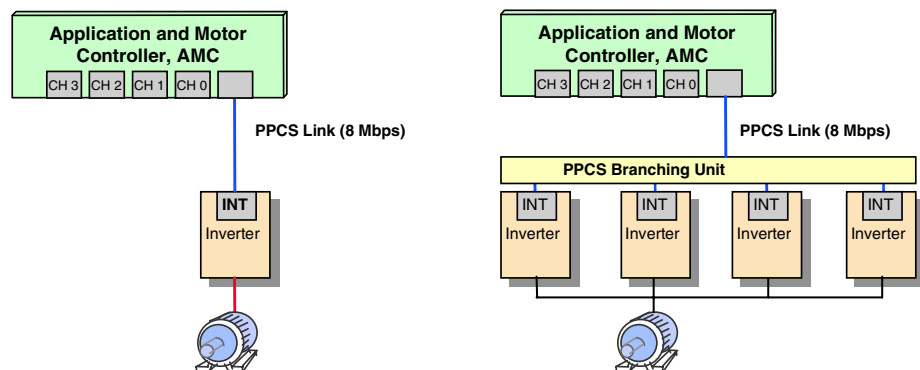 Application and Motor
Controller, AMC
CH 3 CH 2 CH 1 CH 0
PPCS Link (8 Mbps)
INT
Inverter
Application and Motor
Controller, AMC
CH 3 CH 2 CH 1 CH 0
PPCS Link (8 Mbps)
PPCS Branching Unit
INT INT INT INT
Inverter Inverter Inverter Inverter